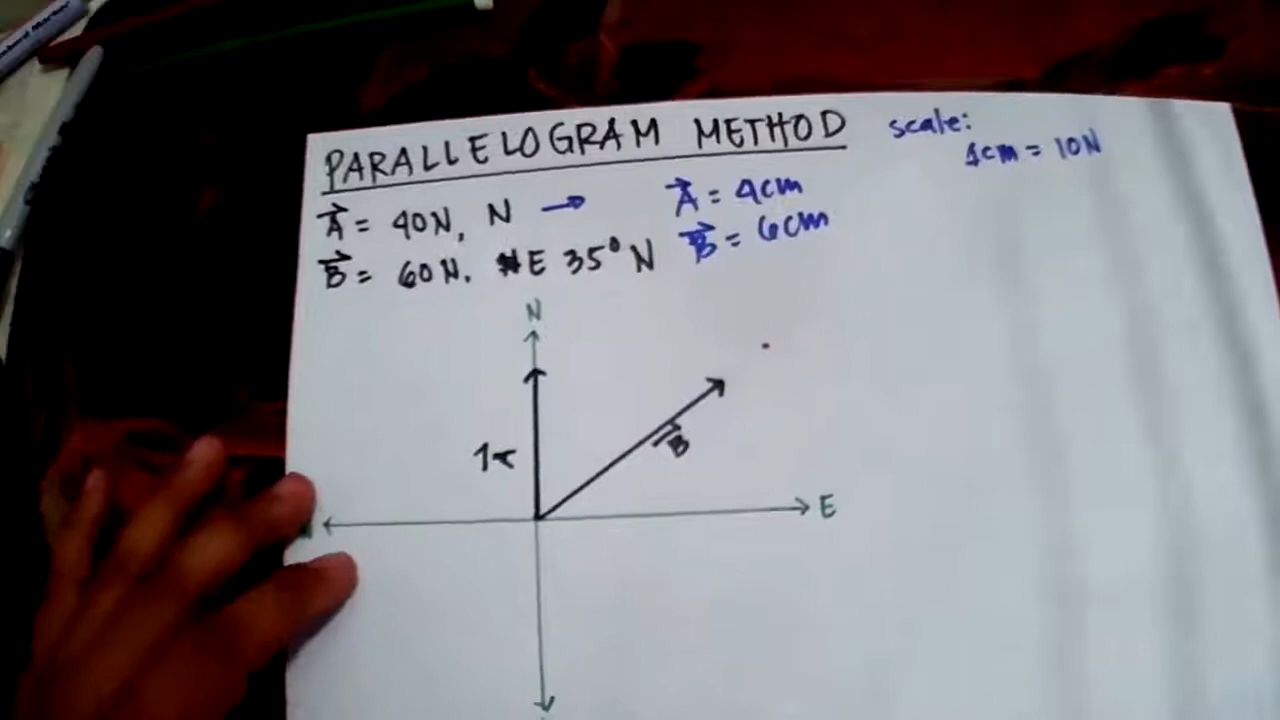 PARALLELOGRAM METHOD
scale:
1cm = 10N
A = 40N, N → A = 4cm
B = 60N, E 35° N B = 6cm
N
B
E